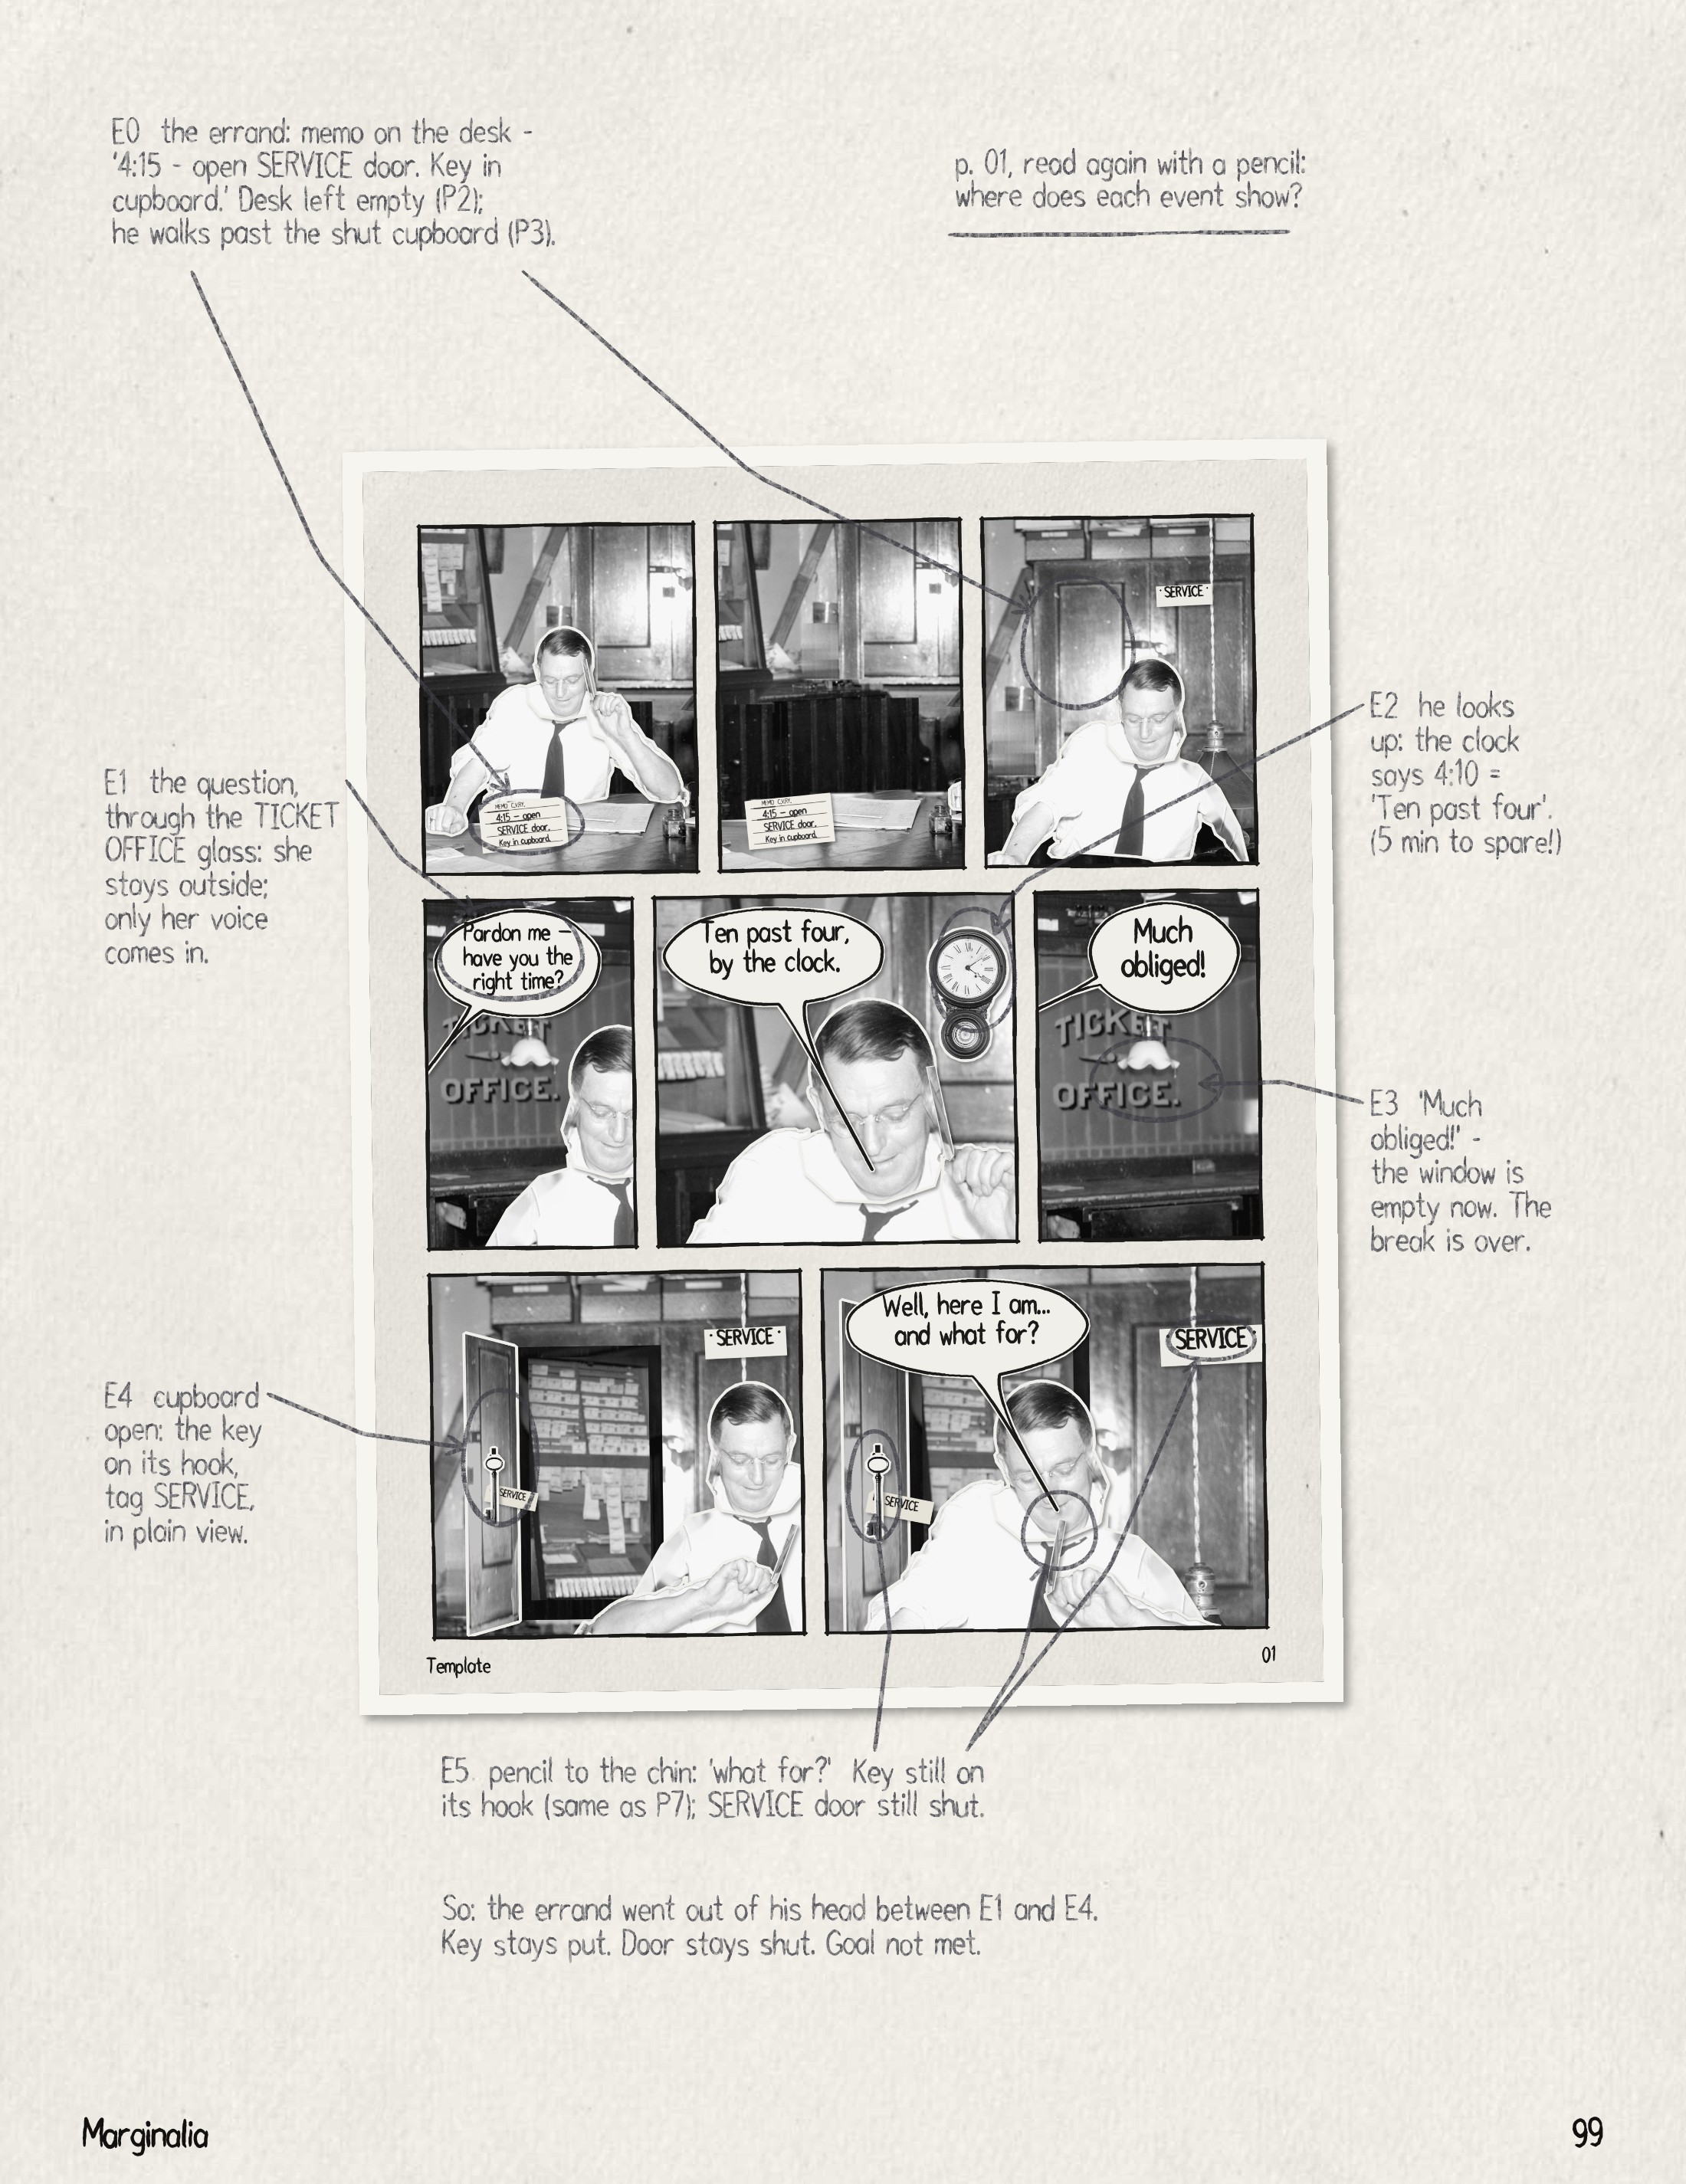 E0 the errand: memo on the desk -
'4:15 - open SERVICE door. Key in
cupboard.' Desk left empty (P2);
he walks past the shut cupboard (P3).
p. 01, read again with a pencil:
where does each event show?
· SERVICE ·
4:15 — open
SERVICE door.
Key in cupboard.
4:15 — open
SERVICE door.
Key in cupboard.
E1 the question,
through the TICKET
OFFICE glass: she
stays outside;
only her voice
comes in.
E2 he looks
up: the clock
says 4:10 =
'Ten past four'.
(5 min to spare!)
Pardon me —
have you the
right time?
TICKET
OFFICE.
Ten past four,
by the clock.
Much
obliged!
TICKET
OFFICE.
E3 'Much
obliged!' -
the window is
empty now. The
break is over.
E4 cupboard
open: the key
on its hook,
tag SERVICE,
in plain view.
· SERVICE ·
SERVICE
Well, here I am...
and what for?
SERVICE
SERVICE
Template
01
E5 pencil to the chin: 'what for?' Key still on
its hook (same as P7); SERVICE door still shut.
So: the errand went out of his head between E1 and E4.
Key stays put. Door stays shut. Goal not met.
Marginalia
99